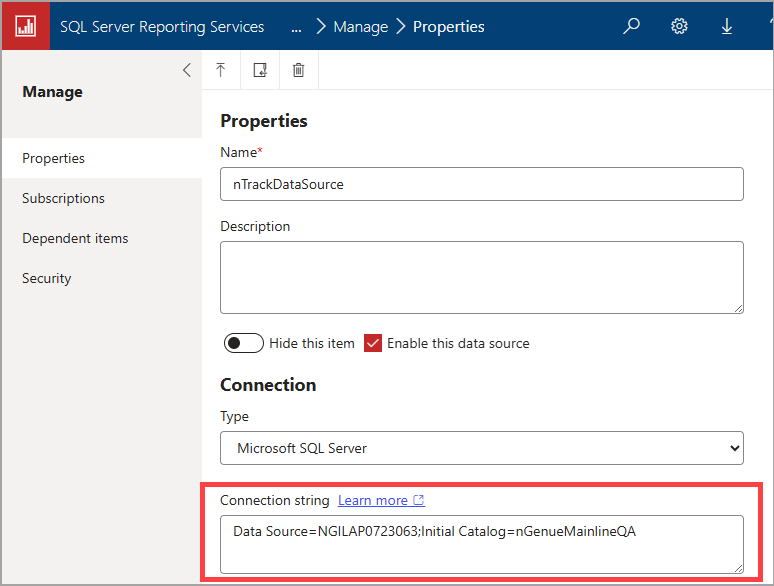 SQL Server Reporting Services ... Manage Properties
Manage
Properties
Subscriptions
Dependent items
Security
Properties
Name*
nTrackDataSource
Description
Hide this item Enable this data source
Connection
Type
Microsoft SQL Server
Connection string Learn more
Data Source=NGILAP0723063;Initial Catalog=nGenueMainlineQA